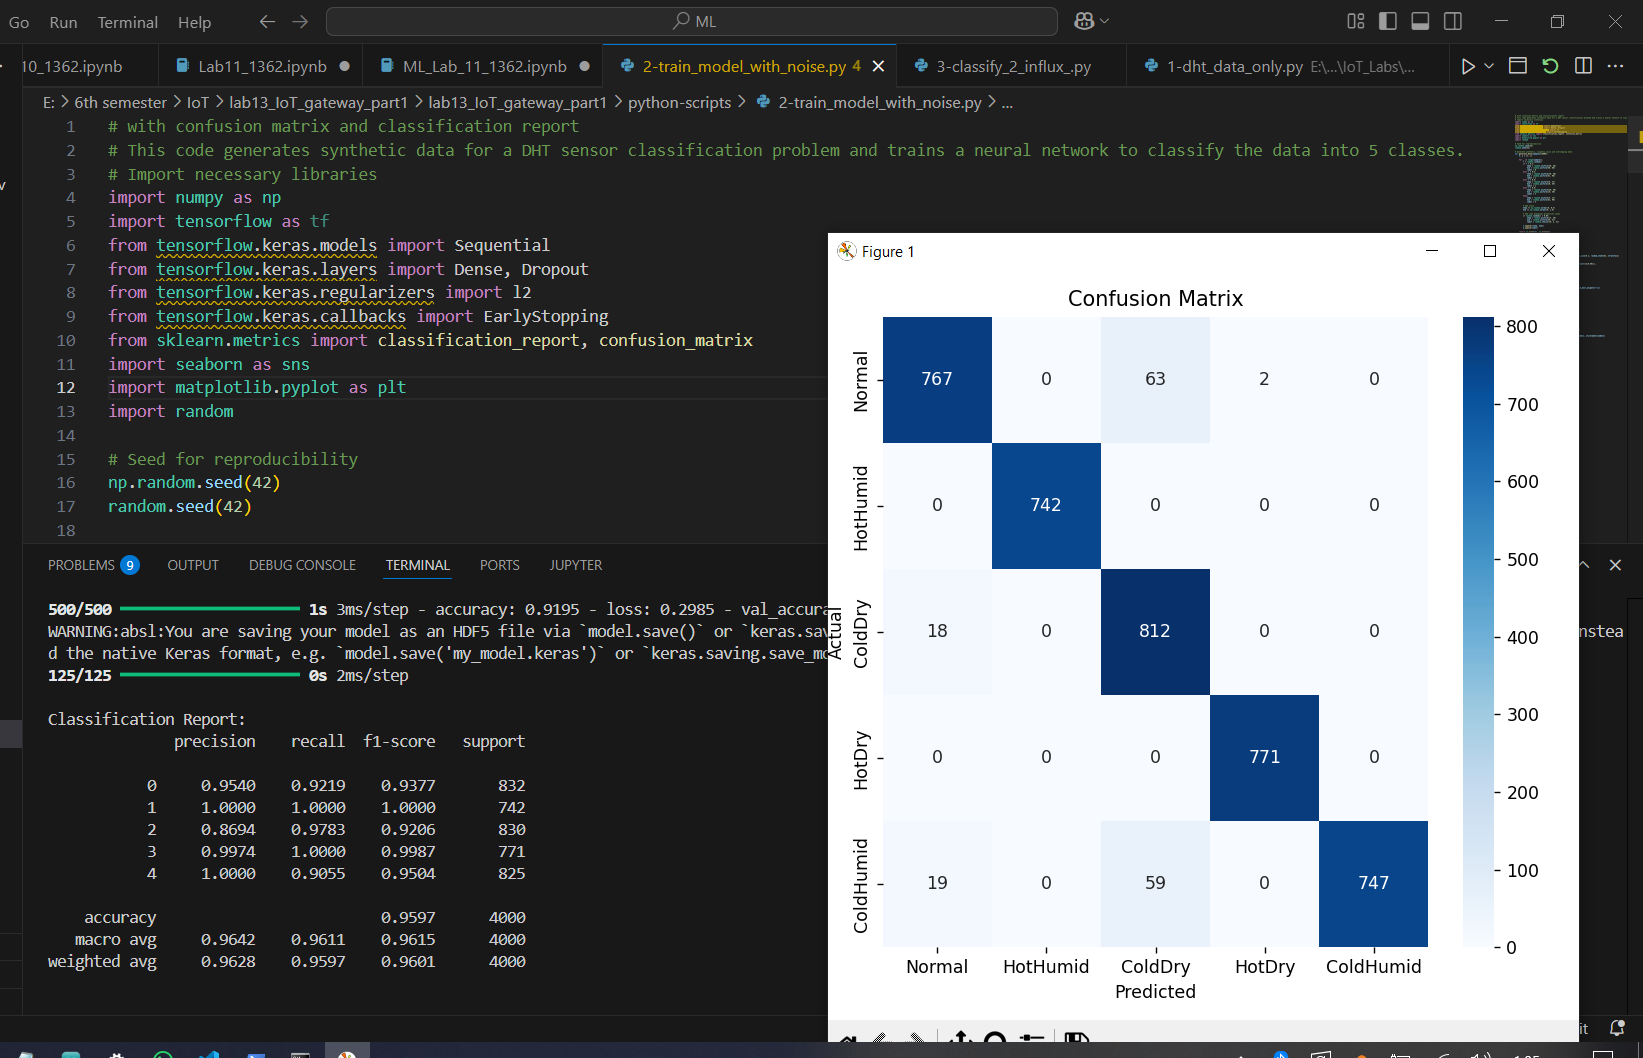 Go Run Terminal Help ML
10_1362.ipynb Lab11_1362.ipynb ML_Lab_11_1362.ipynb 2-train_model_with_noise.py 4 3-classify_2_influx_.py 1-dht_data_only.py E:\...\IoT_Labs\...
E: > 6th semester > IoT > lab13_IoT_gateway_part1 > lab13_IoT_gateway_part1 > python-scripts > 2-train_model_with_noise.py > ...
1 # with confusion matrix and classification report
2 # This code generates synthetic data for a DHT sensor classification problem and trains a neural network to classify the data into 5 classes.
3 # Import necessary libraries
4 import numpy as np
5 import tensorflow as tf
6 from tensorflow.keras.models import Sequential
7 from tensorflow.keras.layers import Dense, Dropout
8 from tensorflow.keras.regularizers import l2
9 from tensorflow.keras.callbacks import EarlyStopping
10 from sklearn.metrics import classification_report, confusion_matrix
11 import seaborn as sns
12 import matplotlib.pyplot as plt
13 import random
14
15 # Seed for reproducibility
16 np.random.seed(42)
17 random.seed(42)
18
PROBLEMS 9 OUTPUT DEBUG CONSOLE TERMINAL PORTS JUPYTER
500/500 1s 3ms/step - accuracy: 0.9195 - loss: 0.2985 - val_accura
WARNING:absl:You are saving your model as an HDF5 file via `model.save()` or `keras.sav nstea
d the native Keras format, e.g. `model.save('my_model.keras')` or `keras.saving.save_mo
125/125 0s 2ms/step
Classification Report:
precision recall f1-score support
0 0.9540 0.9219 0.9377 832
1 1.0000 1.0000 1.0000 742
2 0.8694 0.9783 0.9206 830
3 0.9974 1.0000 0.9987 771
4 1.0000 0.9055 0.9504 825
accuracy 0.9597 4000
macro avg 0.9642 0.9611 0.9615 4000
weighted avg 0.9628 0.9597 0.9601 4000
Figure 1
Confusion Matrix
Actual
Normal 767 0 63 2 0
HotHumid 0 742 0 0 0
ColdDry 18 0 812 0 0
HotDry 0 0 0 771 0
ColdHumid 19 0 59 0 747
Normal HotHumid ColdDry HotDry ColdHumid
Predicted
800
700
600
500
400
300
200
100
0